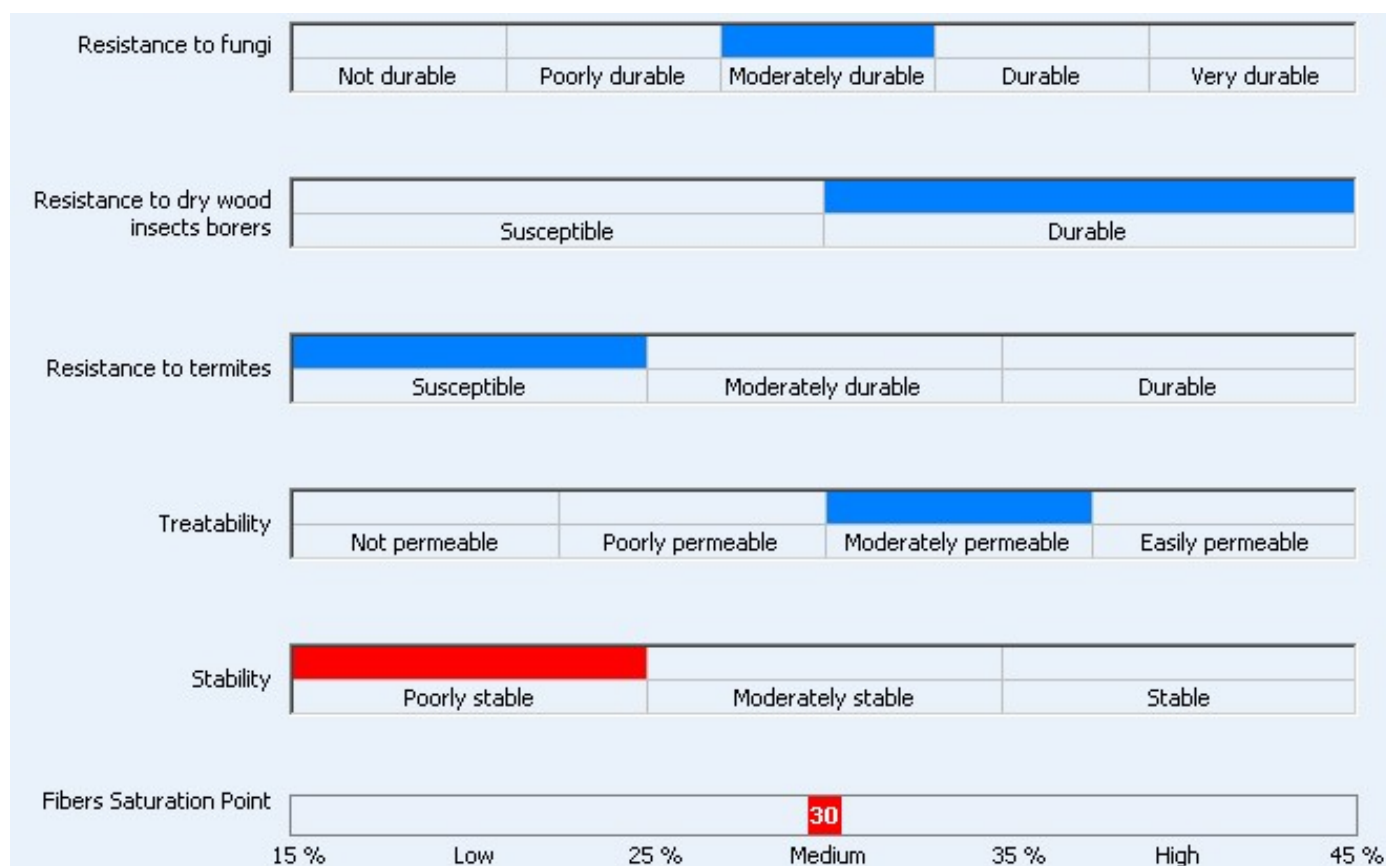 Resistance to fungi
Not durable Poorly durable Moderately durable Durable Very durable
Resistance to dry wood
insects borers
Susceptible Durable
Resistance to termites
Susceptible Moderately durable Durable
Treatability
Not permeable Poorly permeable Moderately permeable Easily permeable
Stability
Poorly stable Moderately stable Stable
Fibers Saturation Point
30
15 % Low 25 % Medium 35 % High 45 %